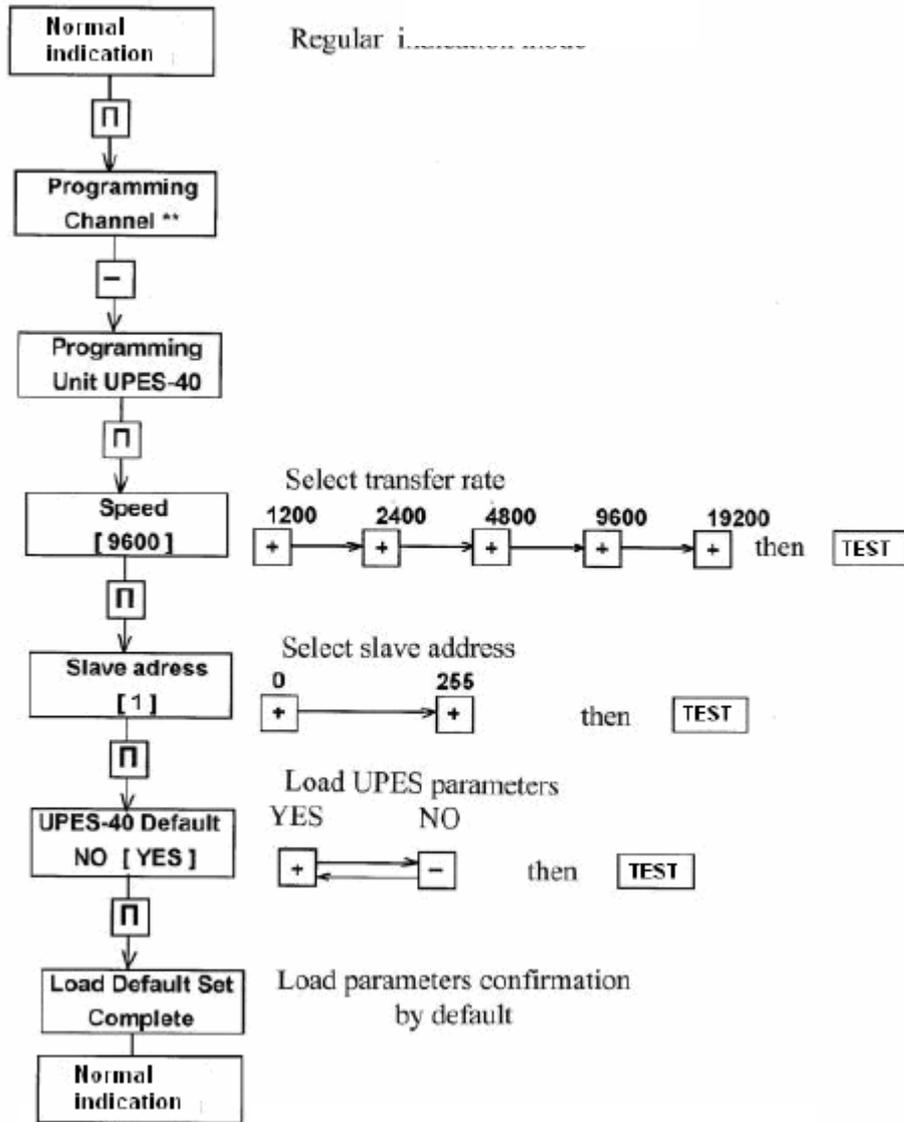 Normal
indication
Regular
П
Programming
Channel **
–
Programming
Unit UPES-40
П
Select transfer rate
Speed
[ 9600 ]
1200 2400 4800 9600 19200
+ + + + + then TEST
П
Select slave address
Slave adress
[ 1 ]
0 255
+ + then TEST
П
Load UPES parameters
YES NO
UPES-40 Default
NO [ YES ]
+ – then TEST
П
Load Default Set
Complete
Load parameters confirmation
by default
Normal
indication